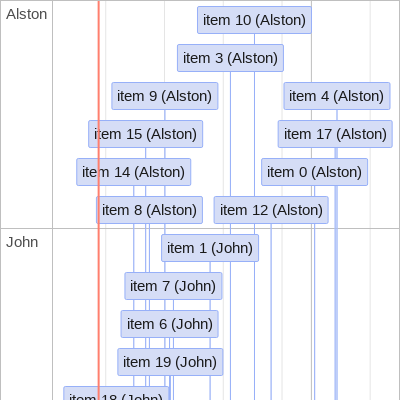 Alston
item 10 (Alston)
item 3 (Alston)
item 9 (Alston)
item 4 (Alston)
item 15 (Alston)
item 17 (Alston)
item 14 (Alston)
item 0 (Alston)
item 8 (Alston)
item 12 (Alston)
John
item 1 (John)
item 7 (John)
item 6 (John)
item 19 (John)
item 18 (John)